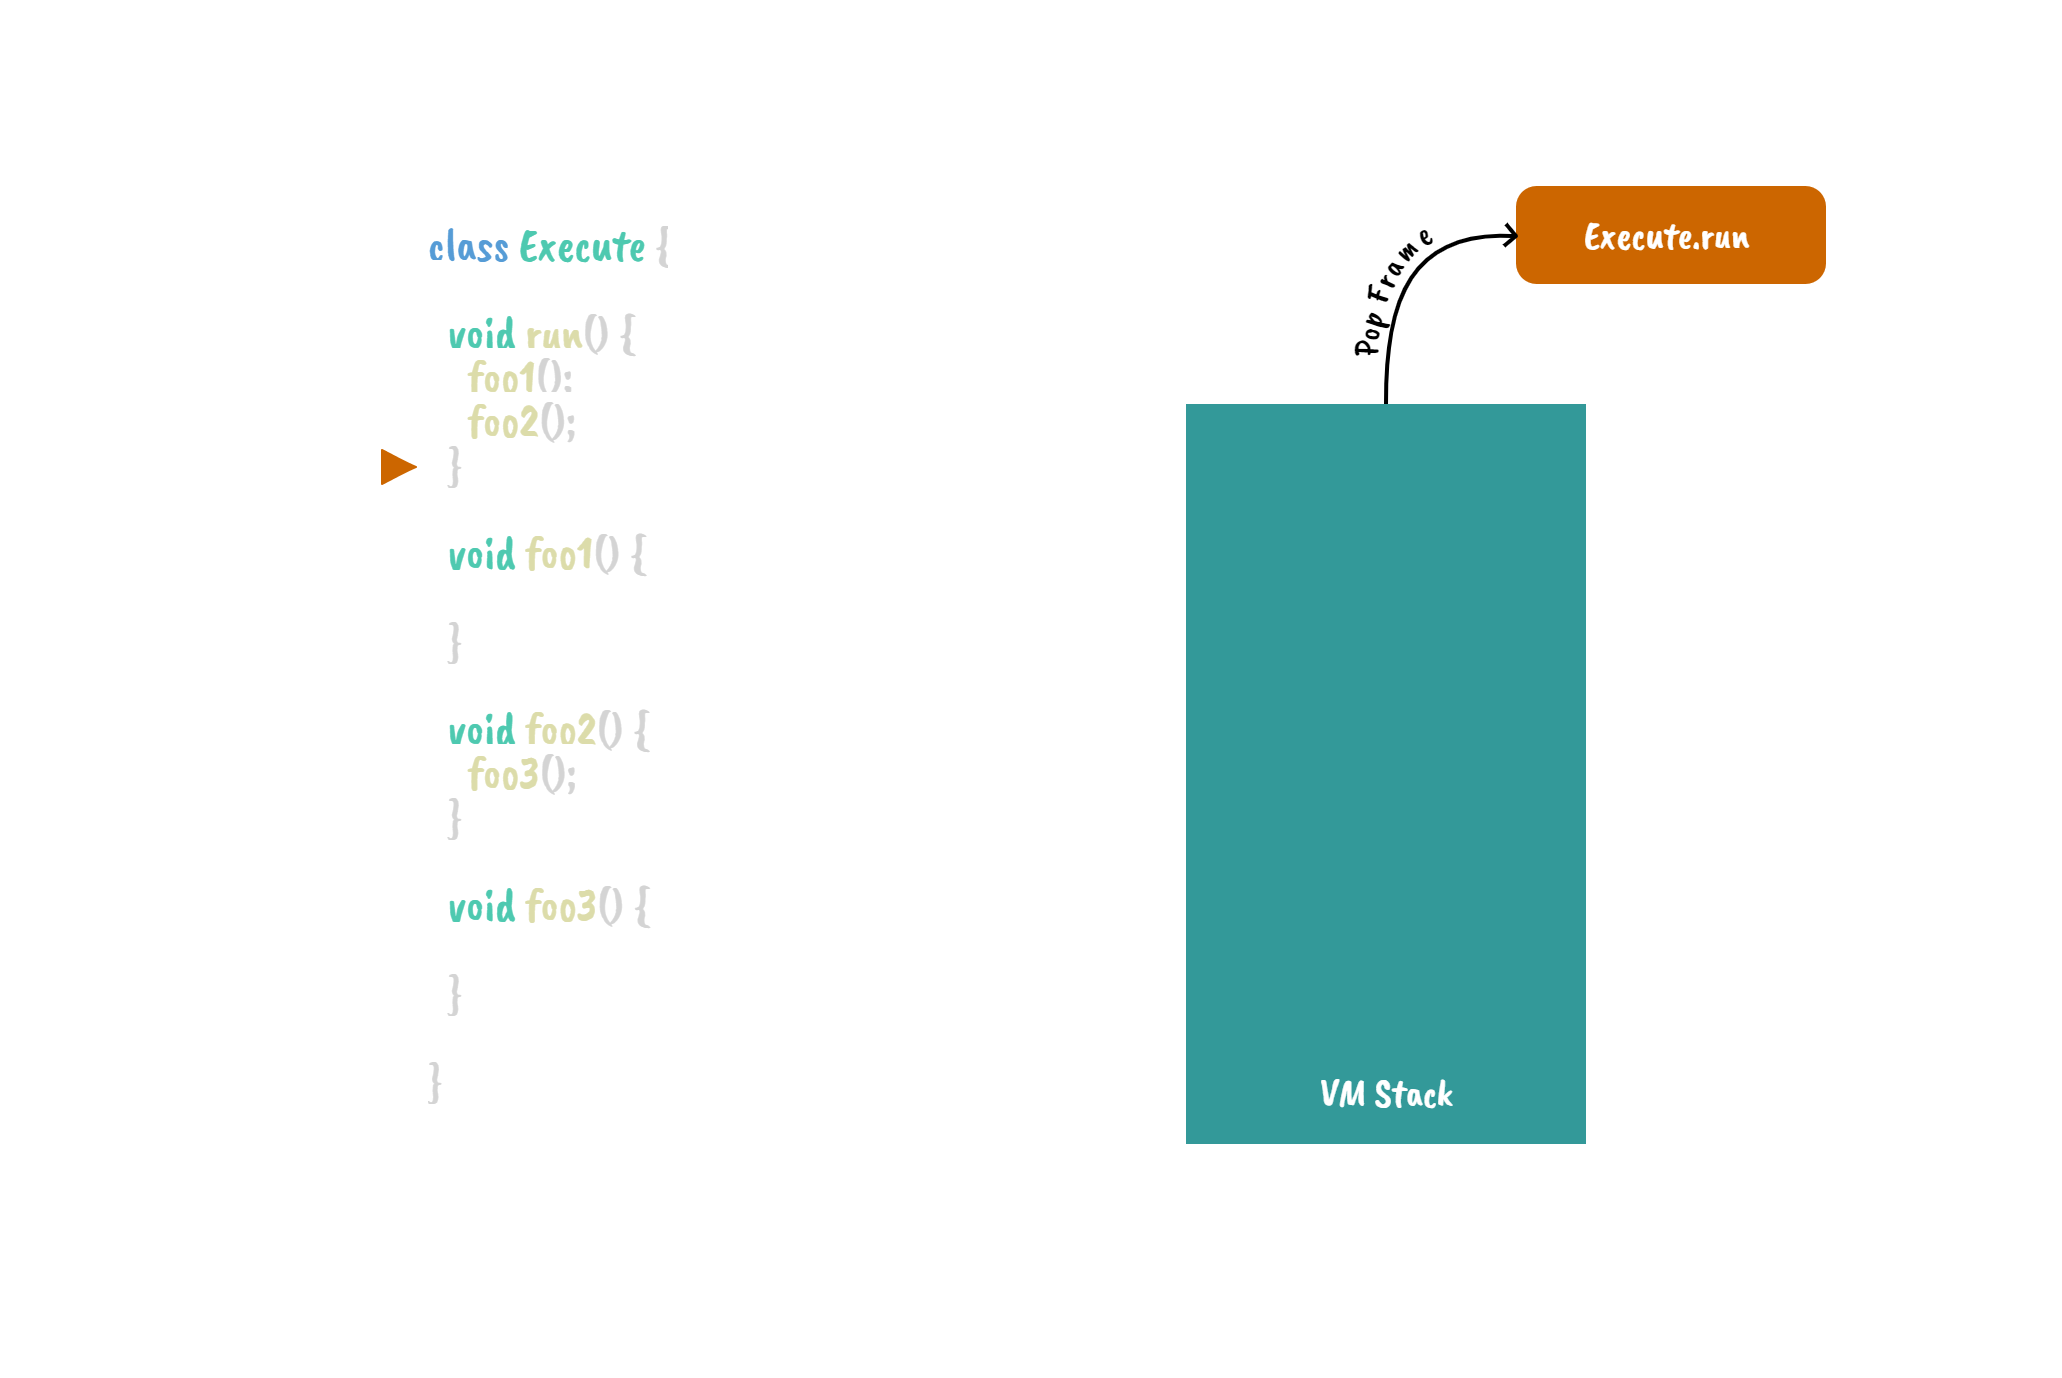 class Execute {
void run() {
foo1();
foo2();
}
void foo1() {
}
void foo2() {
foo3();
}
void foo3() {
}
}
Pop Frame
Execute.run
VM Stack